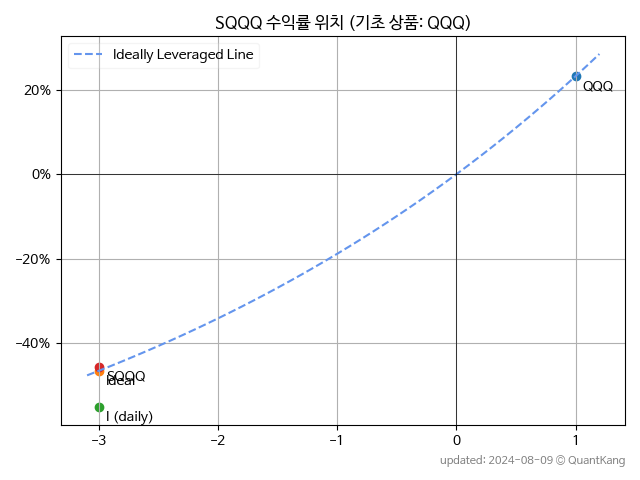 SQQQ 수익률 위치 (기초 상품: QQQ)
Ideally Leveraged Line
20%
0%
−20%
−40%
QQQ
SQQQ
Ideal
I (daily)
−3
−2
−1
0
1
updated: 2024-08-09 © QuantKang